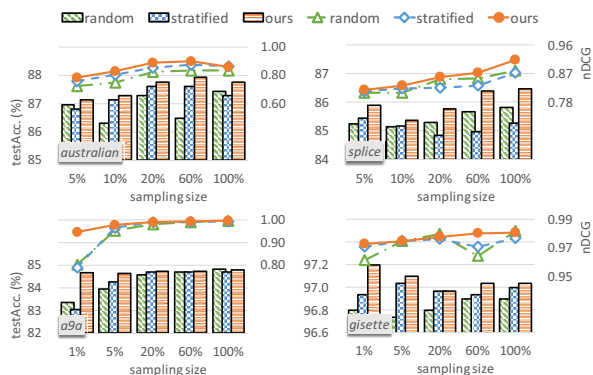 random stratified ours random stratified ours
88 1.00
87 0.80
86 0.60
85
testAcc. (%)
australian
5% 10% 20% 60% 100%
sampling size
87 0.96
86 0.87
85 0.78
84
nDCG
splice
5% 10% 20% 60% 100%
sampling size
1.00
0.90
85 0.80
84
83
82
testAcc. (%)
a9a
1% 5% 20% 60% 100%
sampling size
0.99
0.97
97.2 0.95
97.0
96.8
96.6
nDCG
gisette
1% 5% 20% 60% 100%
sampling size